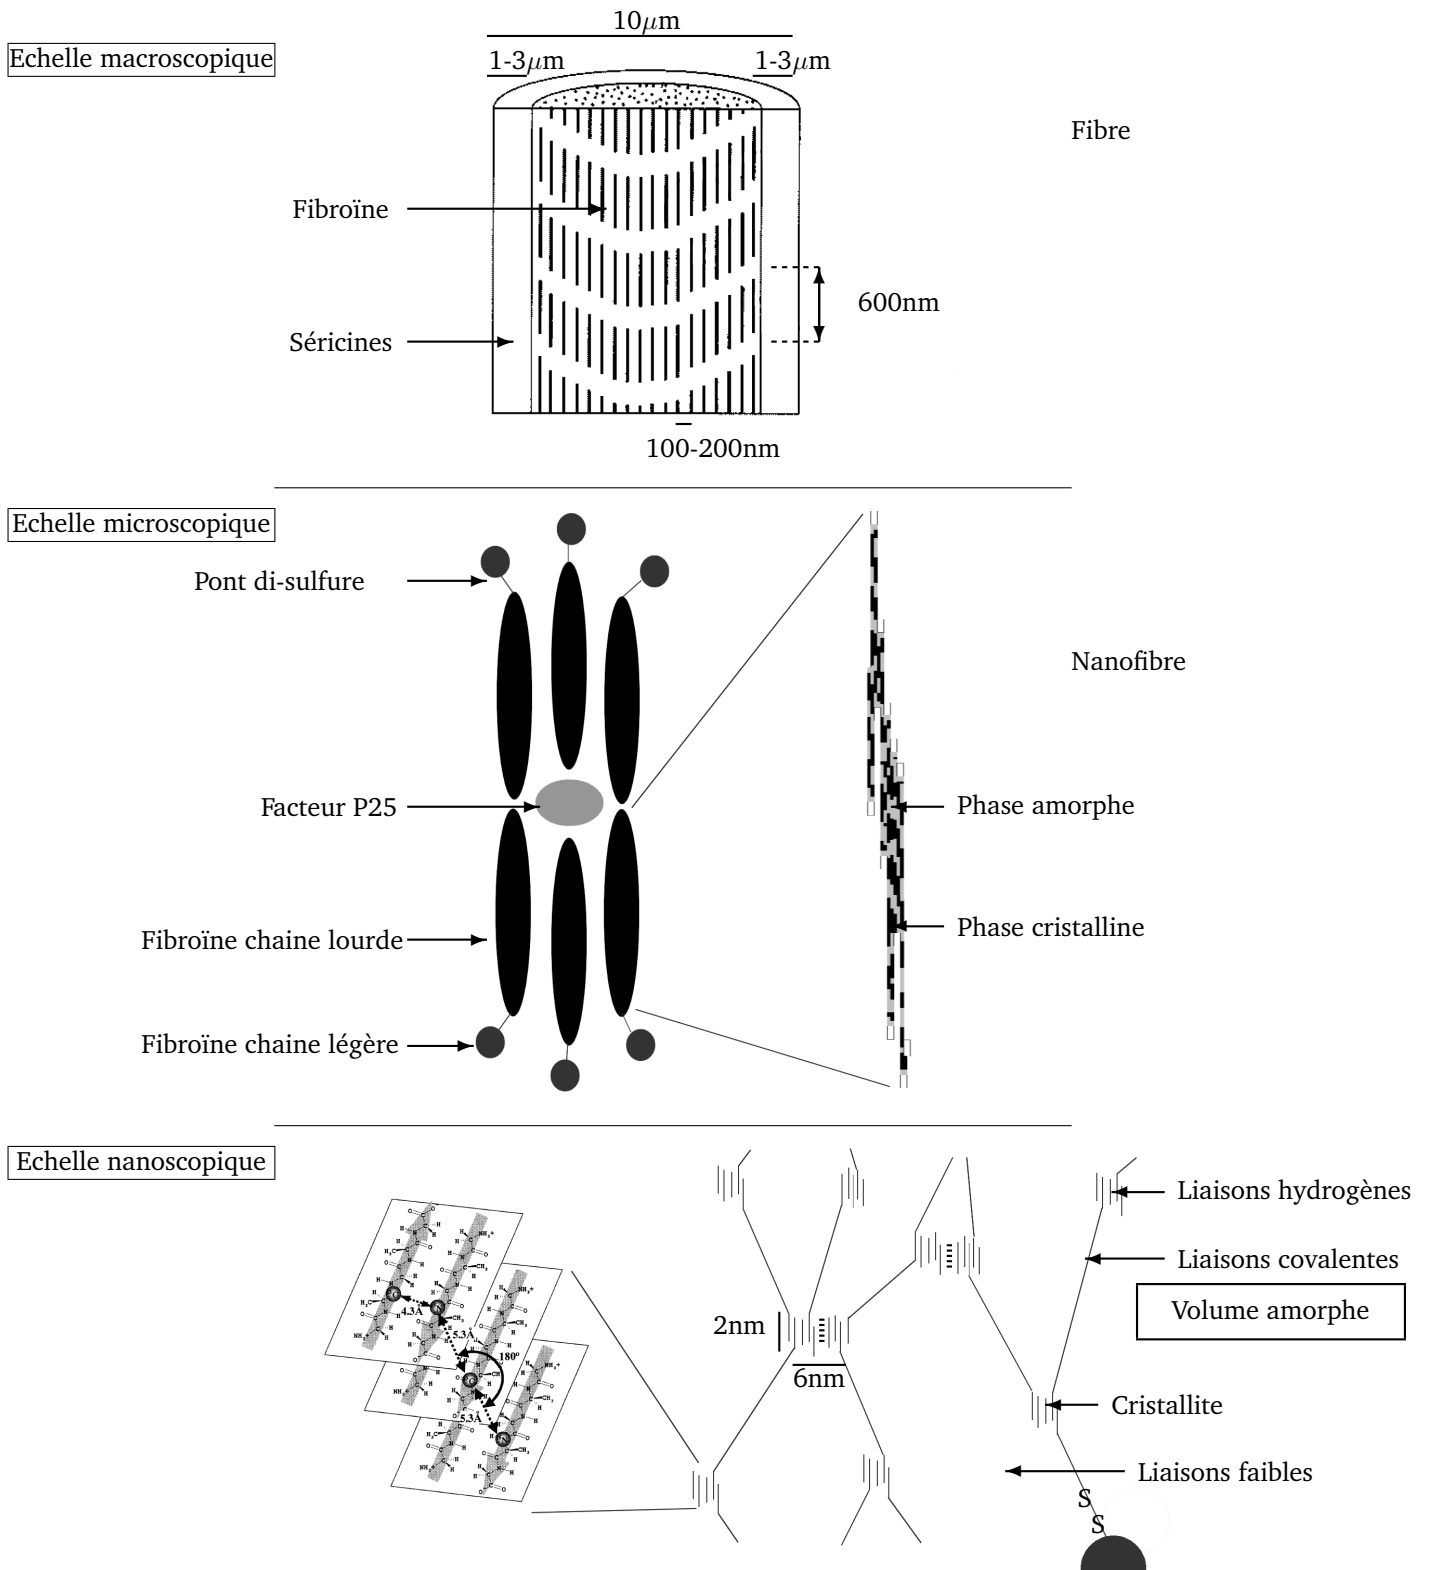 10µm
Echelle macroscopique
1-3µm
1-3µm
Fibre
Fibroïne
600nm
Séricines
100-200nm
Echelle microscopique
Pont di-sulfure
Nanofibre
Facteur P25
Phase amorphe
Phase cristalline
Fibroïne chaine lourde
Fibroïne chaine légère
Echelle nanoscopique
Liaisons hydrogènes
Liaisons covalentes
Volume amorphe
4.3Å
5.3Å
180°
2nm
6nm
Cristallite
5.3Å
Liaisons faibles
S
S